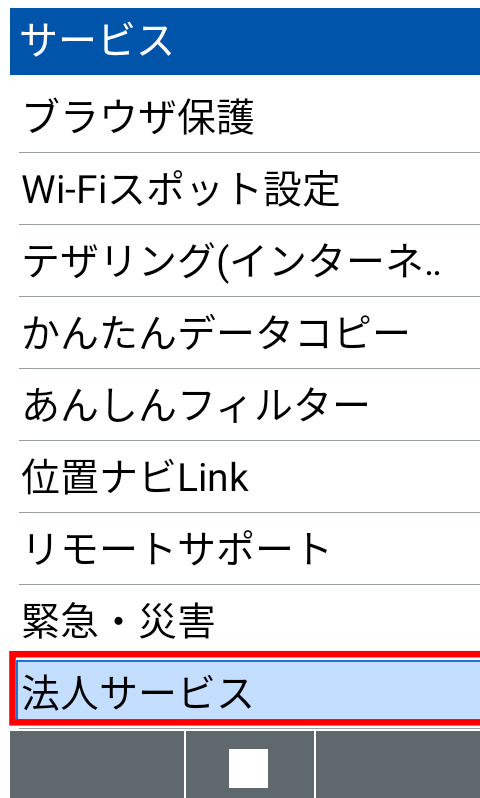 サービス
ブラウザ保護
Wi-Fiスポット設定
テザリング(インターネ..
かんたんデータコピー
あんしんフィルター
位置ナビLink
リモートサポート
緊急・災害
法人サービス